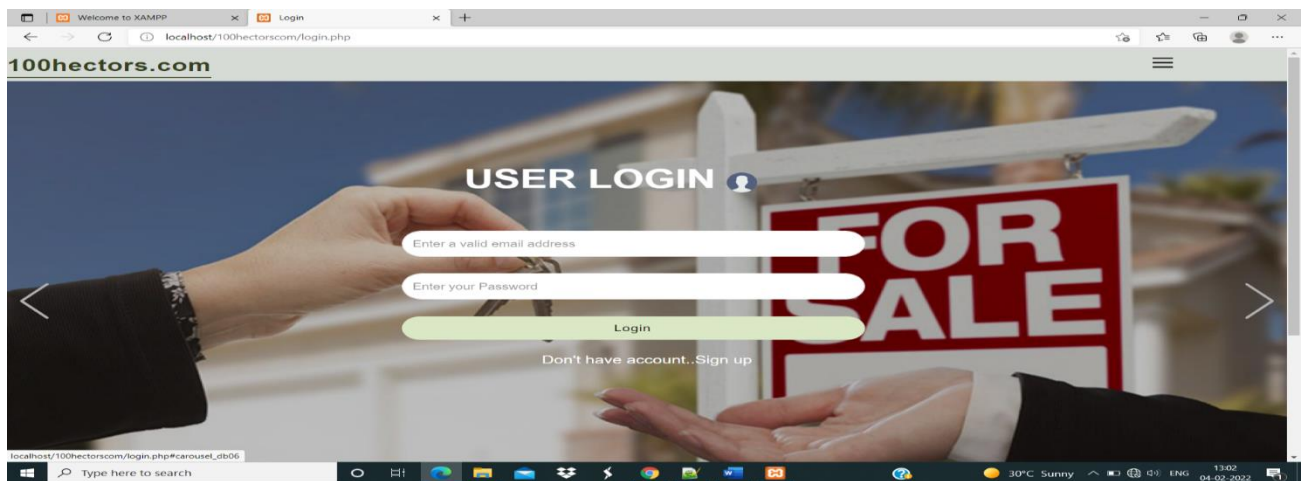 Welcome to XAMPP
Login
localhost/100hectorscom/login.php
100hectors.com
USER LOGIN
FOR
SALE
Enter a valid email address
Enter your Password
Login
Don't have account..Sign up
localhost/100hectorscom/login.php#carousel_db06
Type here to search
30°C Sunny
ENG
13:02
04-02-2022